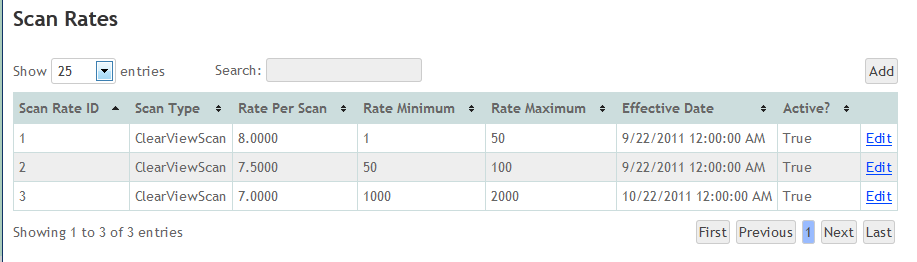 Scan Rates
Show 25 entries Search: Add
Scan Rate ID Scan Type Rate Per Scan Rate Minimum Rate Maximum Effective Date Active?
1 ClearViewScan 8.0000 1 50 9/22/2011 12:00:00 AM True Edit
2 ClearViewScan 7.5000 50 100 9/22/2011 12:00:00 AM True Edit
3 ClearViewScan 7.0000 1000 2000 10/22/2011 12:00:00 AM True Edit
Showing 1 to 3 of 3 entries First Previous 1 Next Last